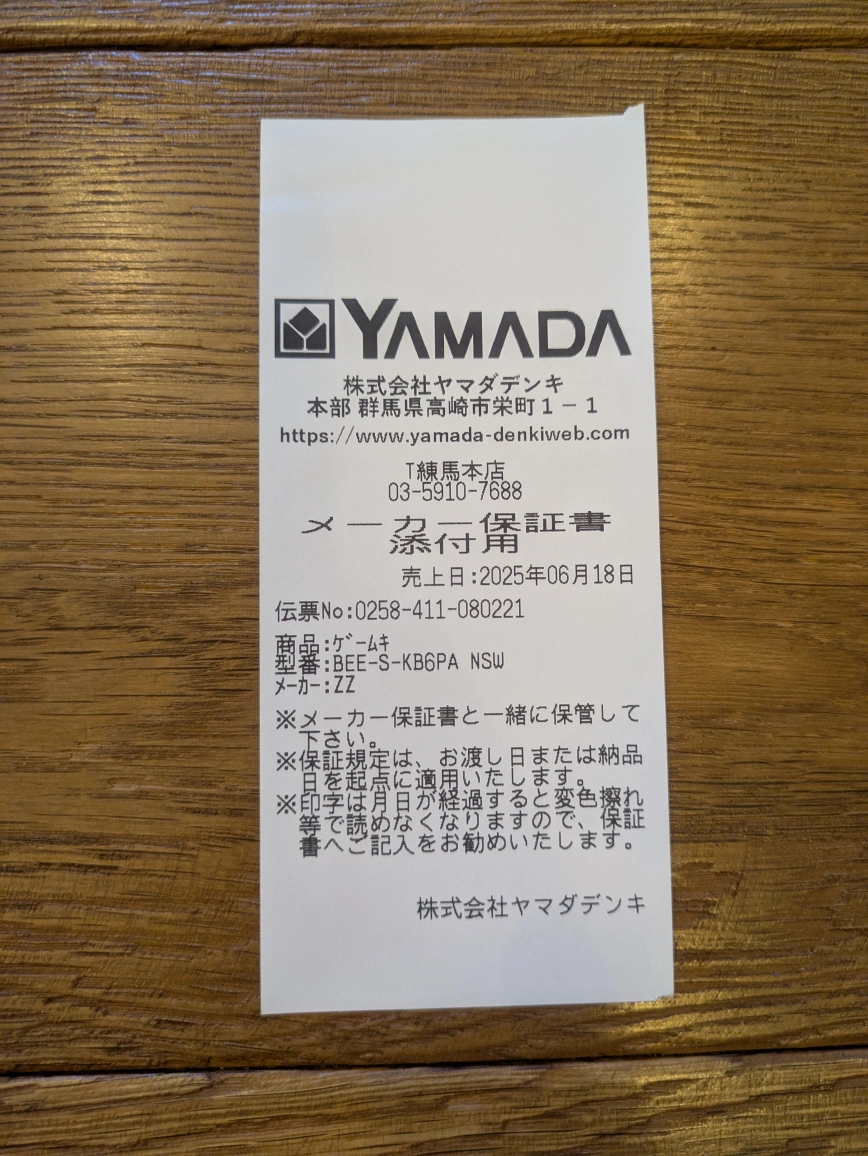 YAMADA
株式会社ヤマダデンキ
本部 群馬県高崎市栄町１－１
https://www.yamada-denkiweb.com
T練馬本店
03-5910-7688
メーカー保証書
添付用
売上日:2025年06月18日
伝票No:0258-411-080221
商品:ｹﾞｰﾑｷ
型番:BEE-S-KB6PA NSW
ﾒｰｶｰ:ZZ
※メーカー保証書と一緒に保管して
下さい。
※保証規定は、お渡し日または納品
日を起点に適用いたします。
※印字は月日が経過すると変色擦れ
等で読めなくなりますので、保証
書へご記入をお勧めいたします。
株式会社ヤマダデンキ